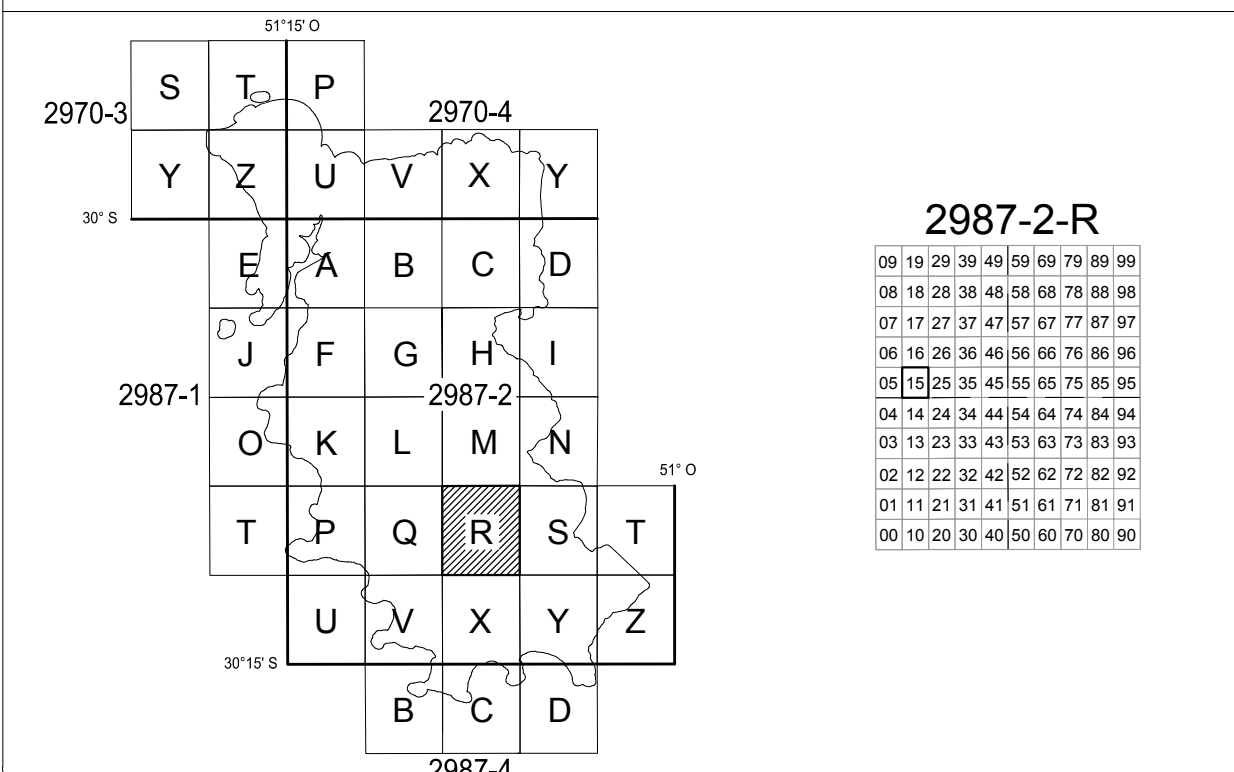 51°15' O
S T P
2970-3
2970-4
Y Z U V X Y
30° S
E A B C D
J F G H I
2987-1
2987-2
O K L M N
51° O
T P Q R S T
U V X Y Z
30°15' S
B C D
2987-4
2987-2-R
09 19 29 39 49 59 69 79 89 99
08 18 28 38 48 58 68 78 88 98
07 17 27 37 47 57 67 77 87 97
06 16 26 36 46 56 66 76 86 96
05 15 25 35 45 55 65 75 85 95
04 14 24 34 44 54 64 74 84 94
03 13 23 33 43 53 63 73 83 93
02 12 22 32 42 52 62 72 82 92
01 11 21 31 41 51 61 71 81 91
00 10 20 30 40 50 60 70 80 90